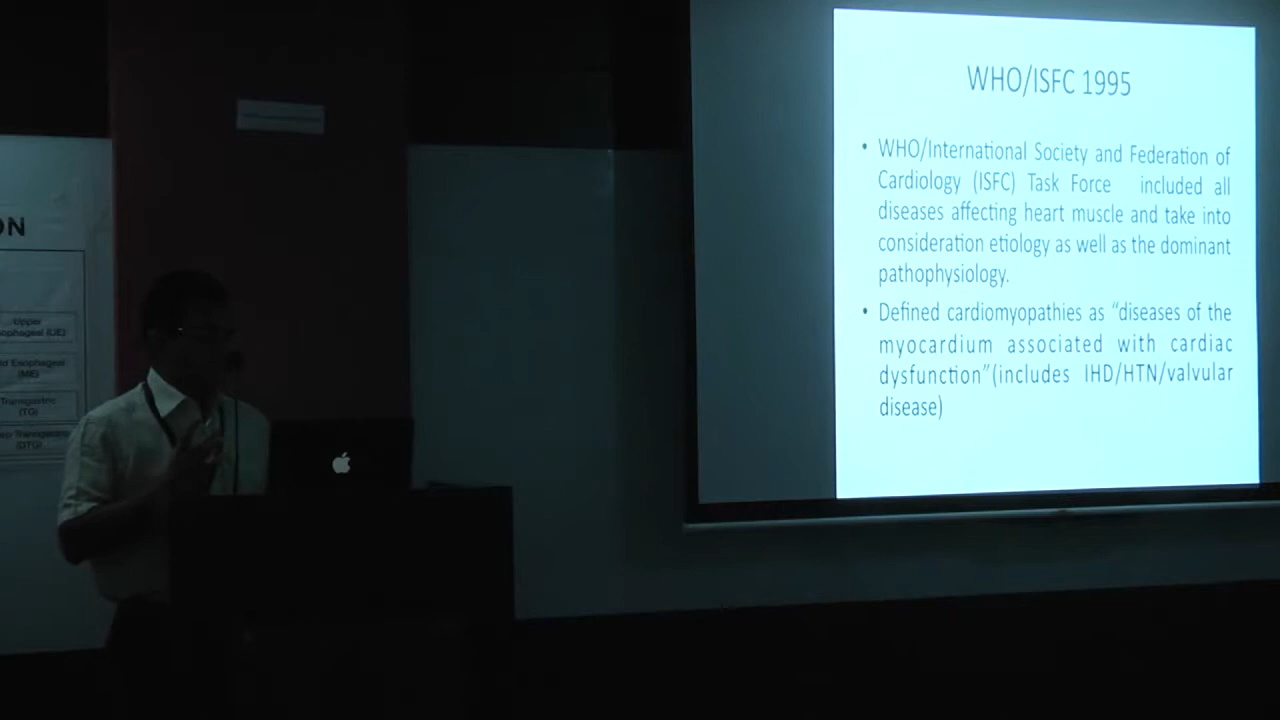 WHO/ISFC 1995
• WHO/International Society and Federation of
Cardiology (ISFC) Task Force included all
diseases affecting heart muscle and take into
consideration etiology as well as the dominant
pathophysiology.
• Defined cardiomyopathies as “diseases of the
myocardium associated with cardiac
dysfunction”(includes IHD/HTN/valvular
disease)
ON
Upper
ophageal (UE)
d Esophageal
(ME)
Transgastric
(TG)
Transgastric
(DTG)